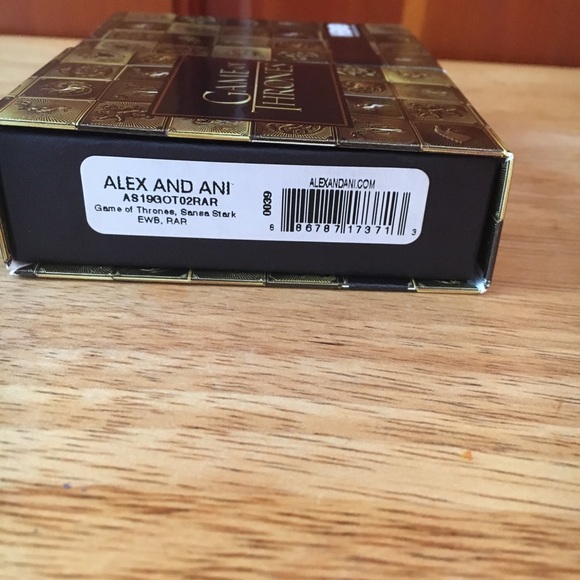 GAME OF
THRONES
ALEX AND ANI
AS19GOT02RAR
Game of Thrones, Sansa Stark
EWB, RAR
0039
ALEXANDANI.COM
6 86787 17371 3